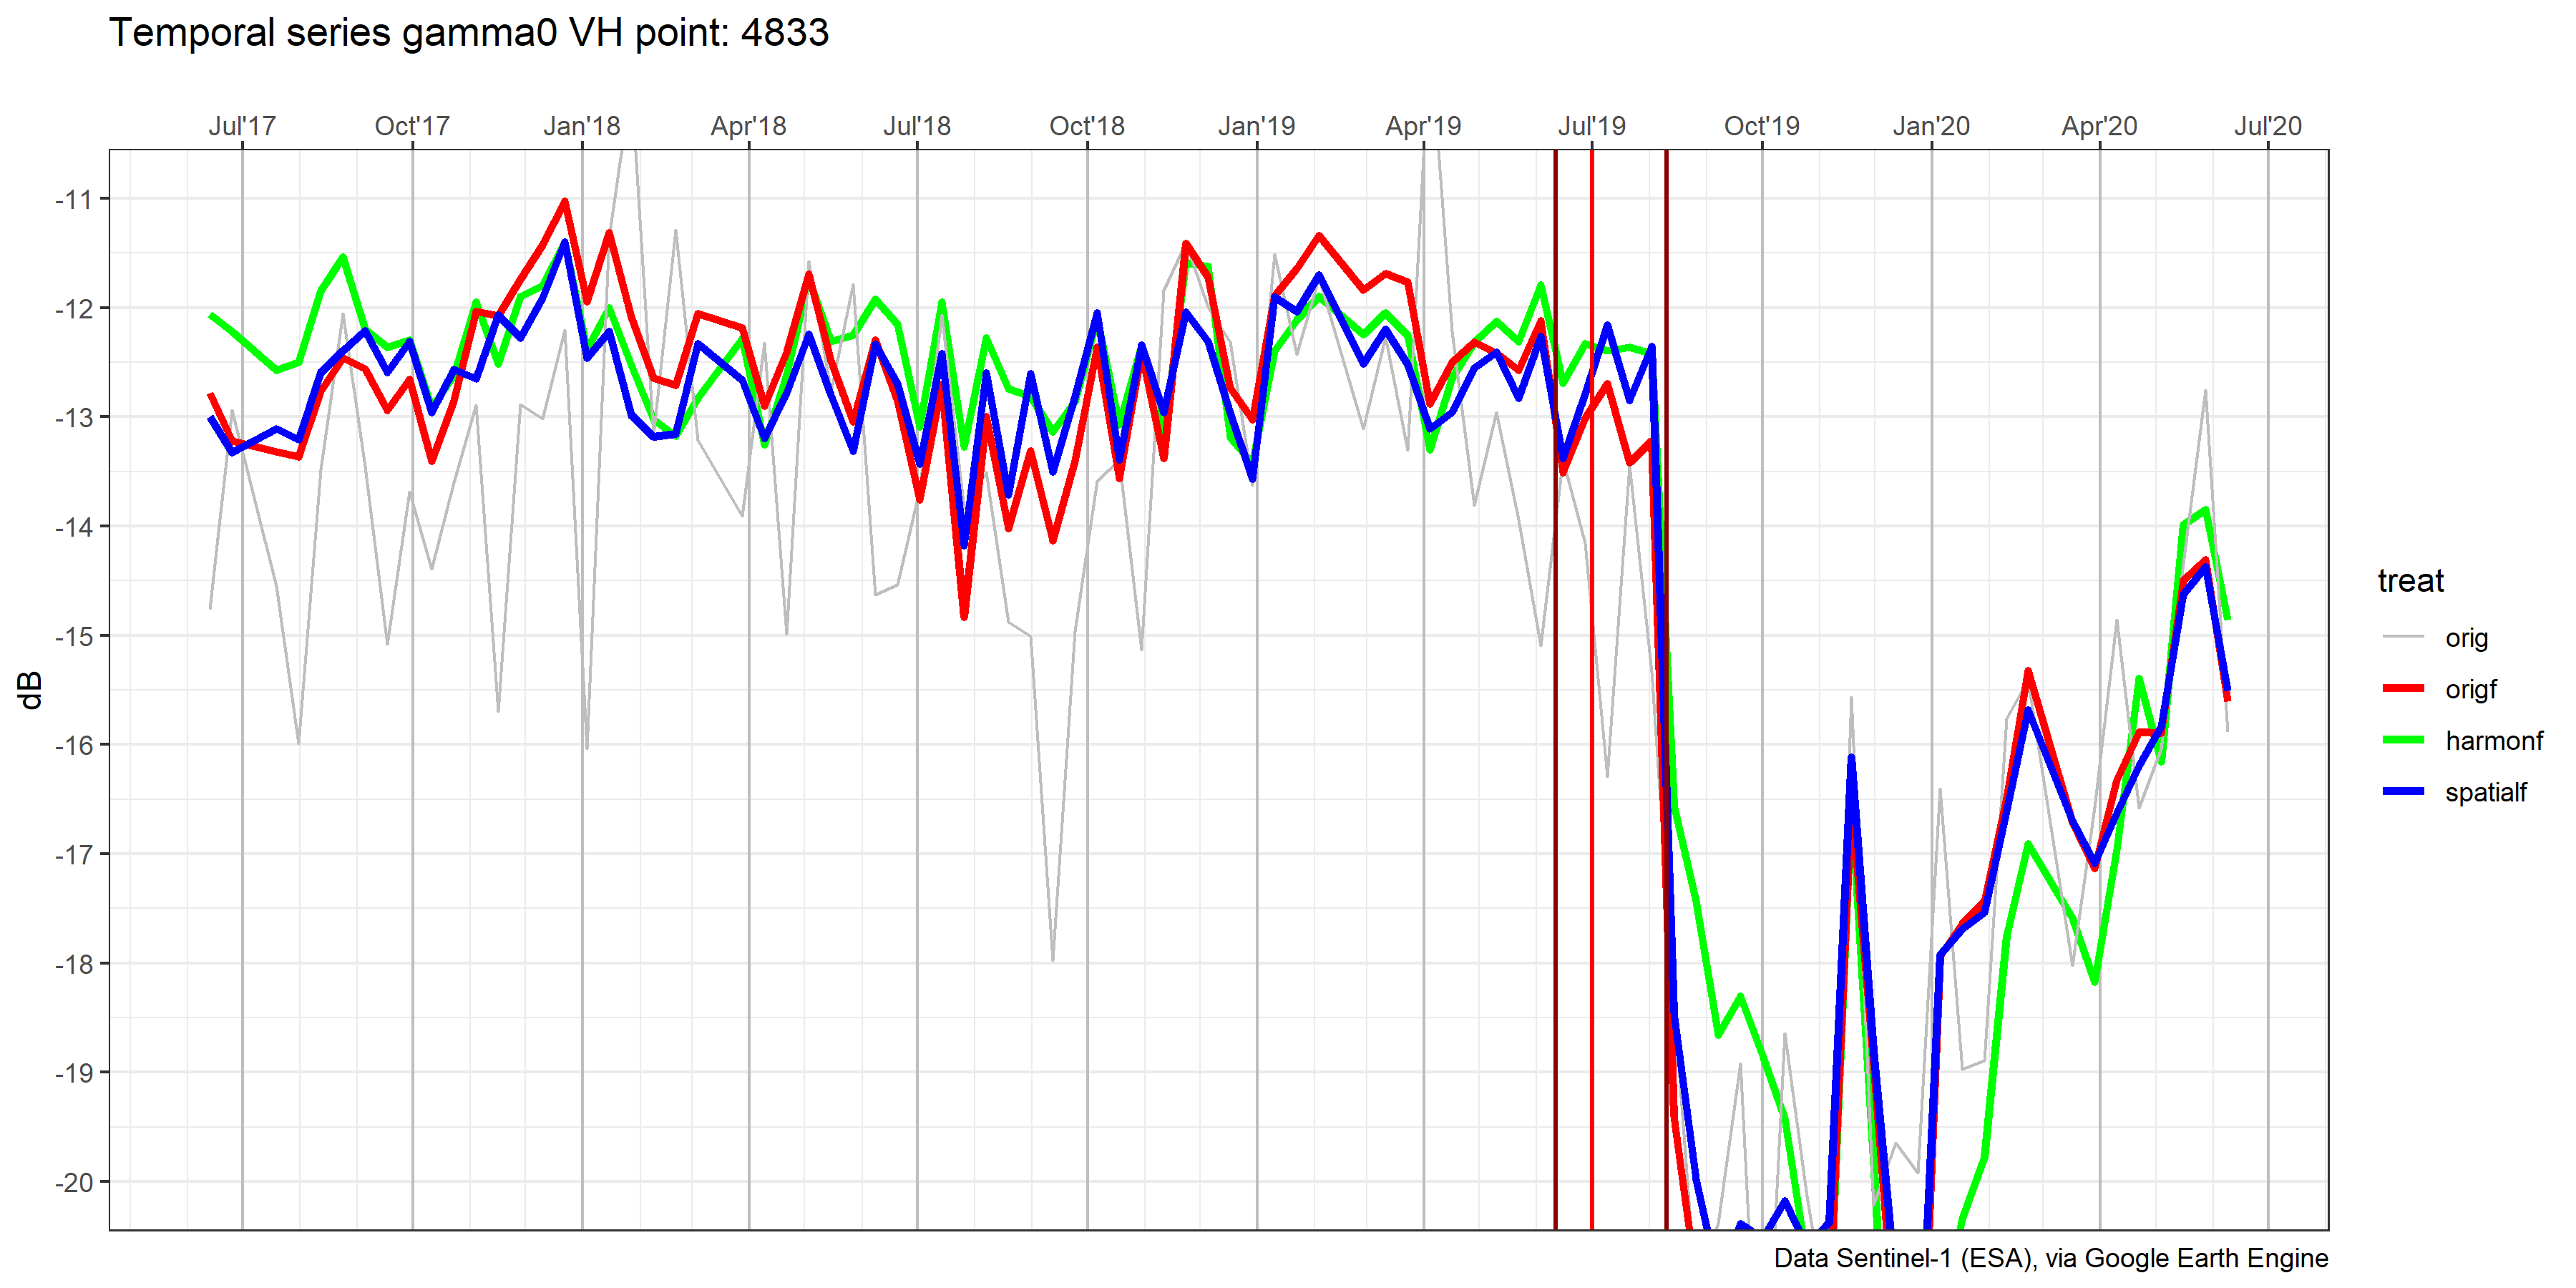 Temporal series gamma0 VH point: 4833
Jul'17 Oct'17 Jan'18 Apr'18 Jul'18 Oct'18 Jan'19 Apr'19 Jul'19 Oct'19 Jan'20 Apr'20 Jul'20
-11
-12
-13
-14
-15
-16
-17
-18
-19
-20
dB
treat
orig
origf
harmonf
spatialf
Data Sentinel-1 (ESA), via Google Earth Engine